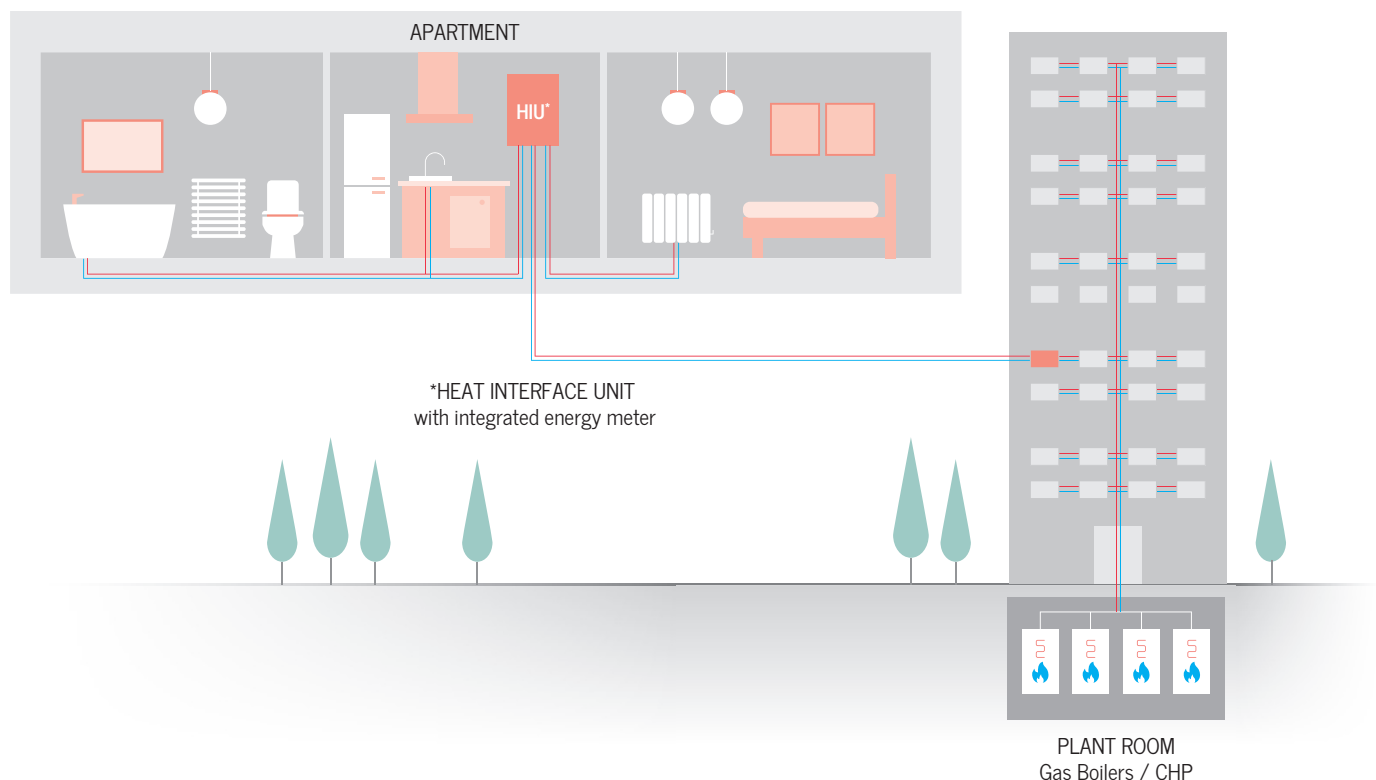 APARTMENT
HIU*
*HEAT INTERFACE UNIT
with integrated energy meter
PLANT ROOM
Gas Boilers / CHP